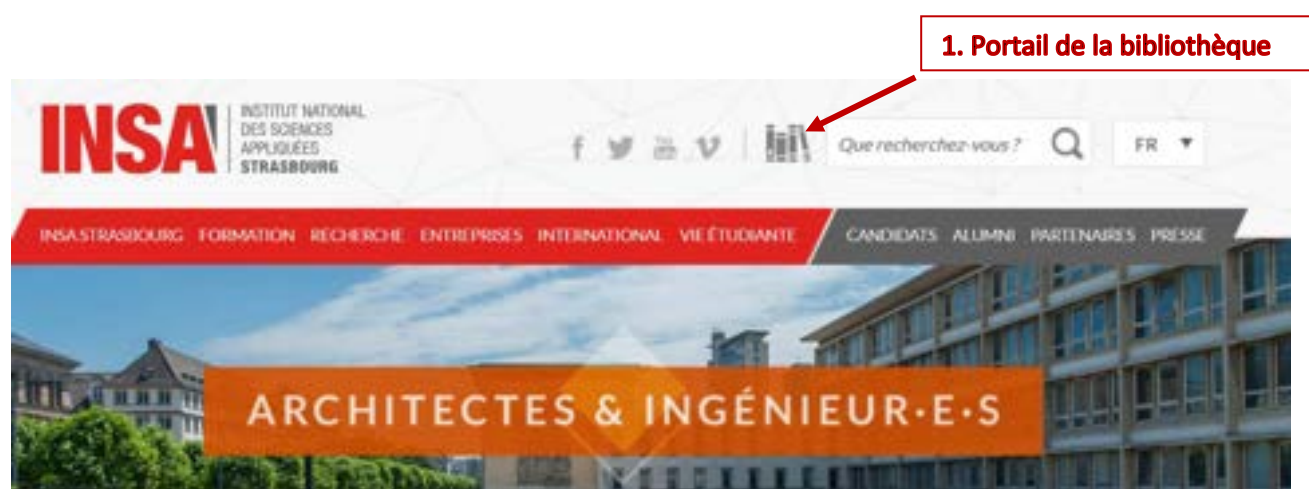 1. Portail de la bibliothèque
INSA
INSTITUT NATIONAL
DES SCIENCES
APPLIQUÉES
STRASBOURG
Que recherchez-vous ?
FR
INSA STRASBOURG FORMATION RECHERCHE ENTREPRISES INTERNATIONAL VIE ÉTUDIANTE CANDIDATS ALUMNI PARTENAIRES PRESSE
ARCHITECTES & INGÉNIEUR·E·S